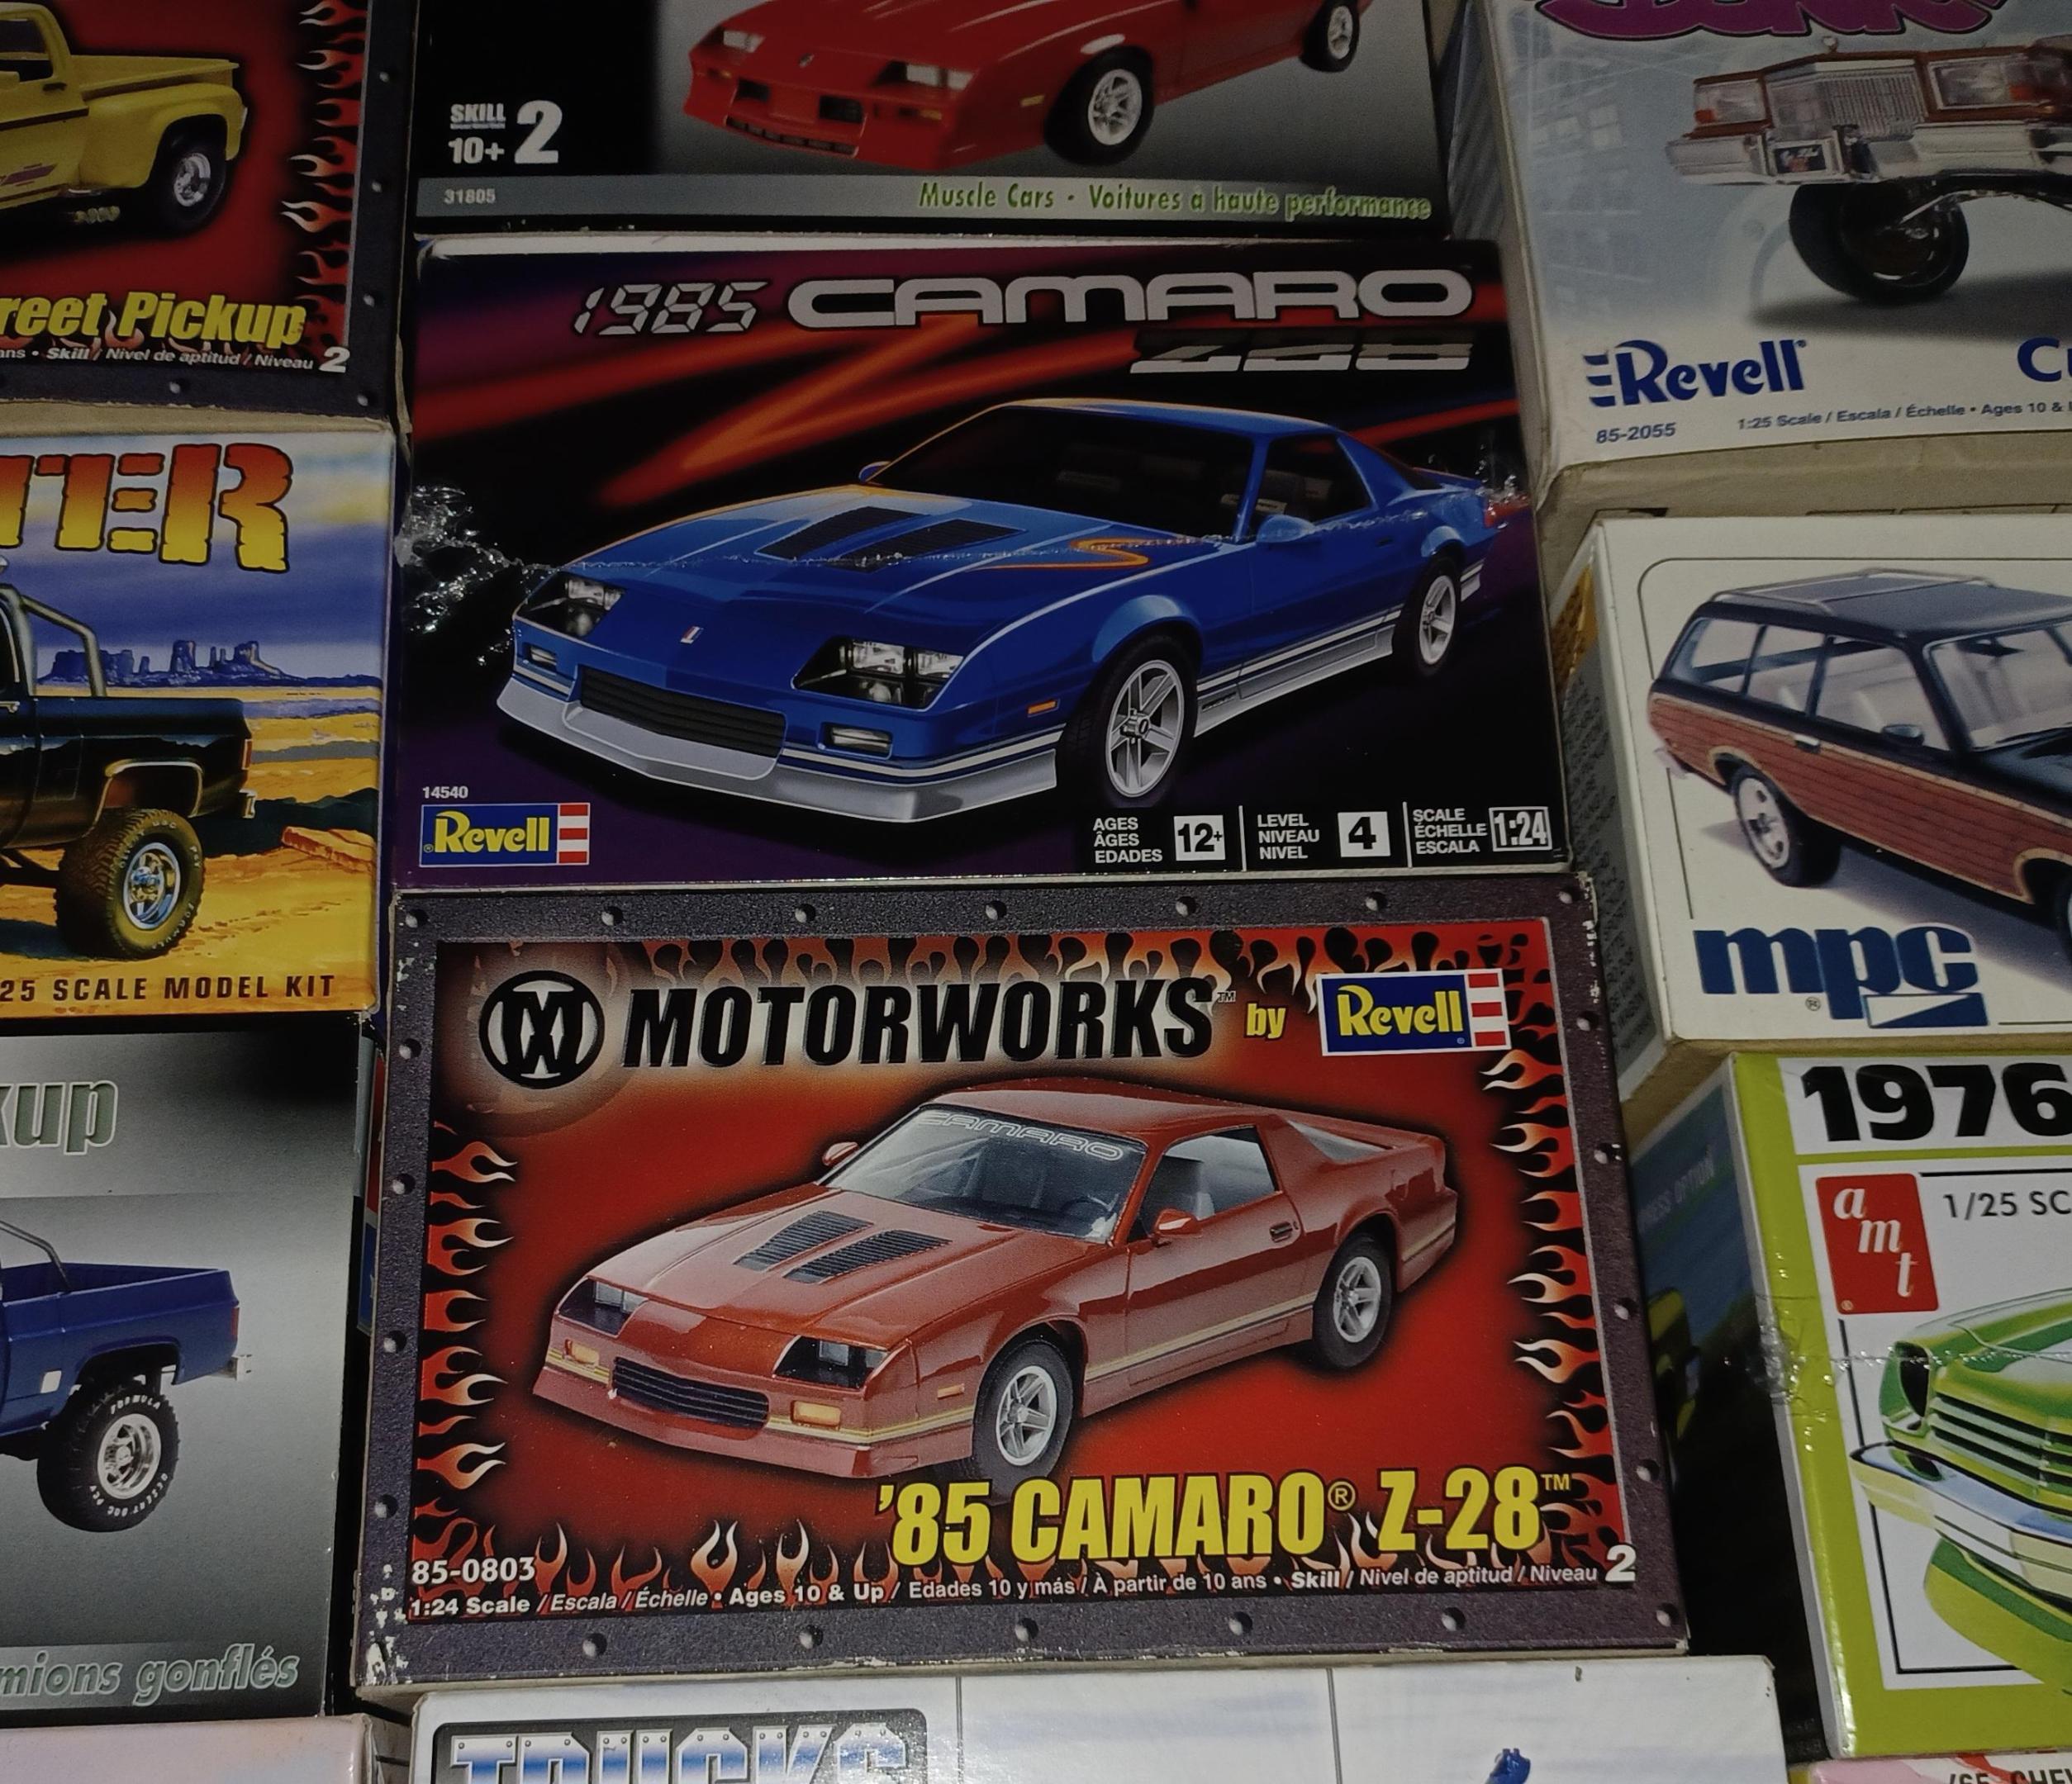 SKILL
10+ 2
31805
Muscle Cars · Voitures à haute performance
reet Pickup
ans • Skill / Nivel de aptitud / Niveau 2
Revell
85-2055
1:25 Scale / Escala / Échelle • Ages 10 &
1985 CAMARO
Z28
14540
Revell
AGES
ÂGES
EDADES
12+
LEVEL
NIVEAU
NIVEL
4
SCALE
ÉCHELLE
ESCALA
1:24
TER
25 SCALE MODEL KIT
mpc®
MOTORWORKS™ by Revell
CAMARO
'85 CAMARO® Z-28™
85-0803
1:24 Scale / Escala / Échelle • Ages 10 & Up / Edades 10 y más / À partir de 10 ans • Skill / Nivel de aptitud / Niveau 2
kup
mions gonflés
1976
amt
1/25 SC
TRUCKS